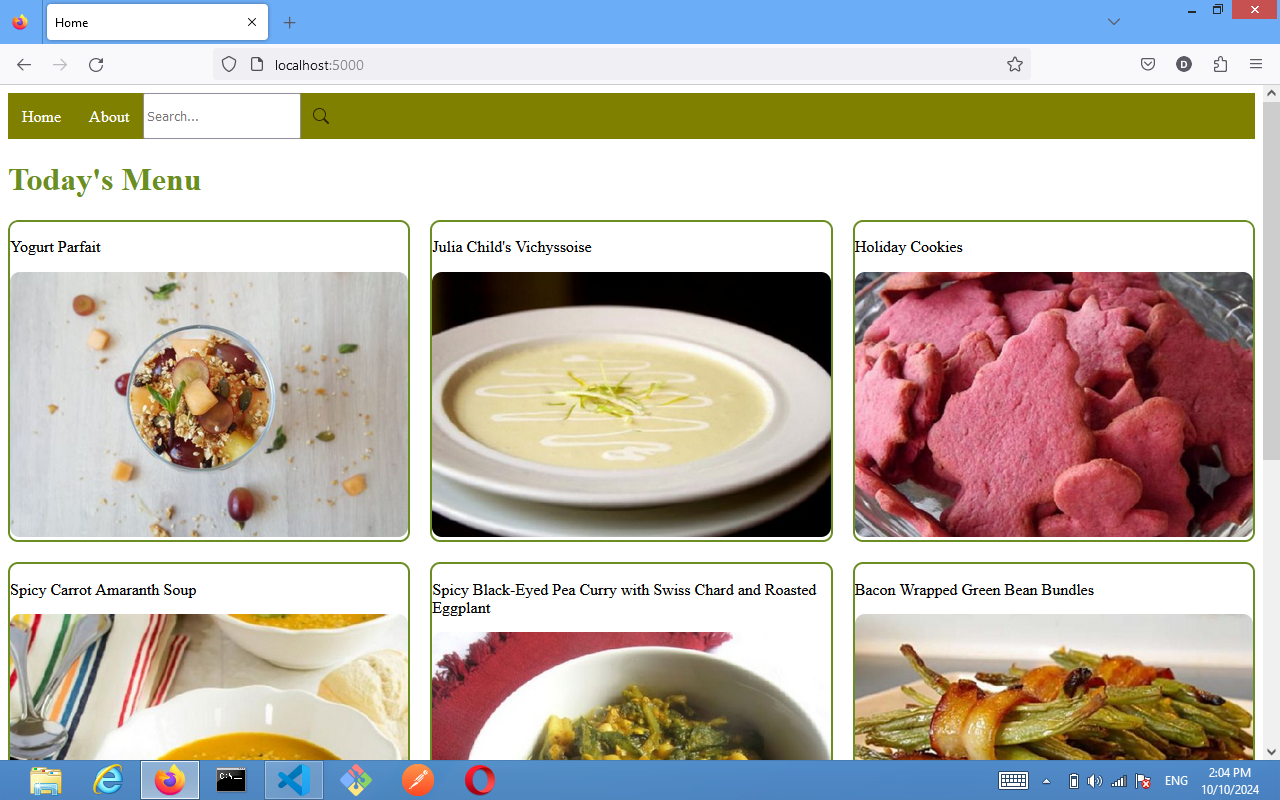 Home
localhost:5000
D
Home About Search...
Today's Menu
Yogurt Parfait
Julia Child's Vichyssoise
Holiday Cookies
Spicy Carrot Amaranth Soup
Spicy Black-Eyed Pea Curry with Swiss Chard and Roasted
Eggplant
Bacon Wrapped Green Bean Bundles
C:\_
ENG
2:04 PM
10/10/2024